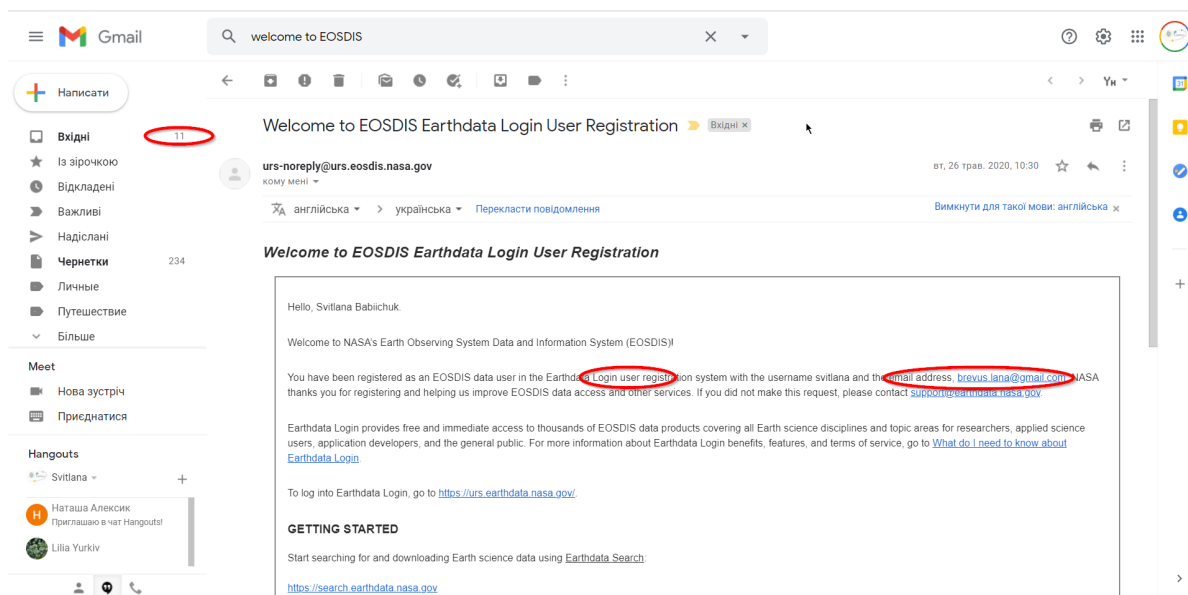 Gmail
welcome to EOSDIS
Написати
Ун
31
Welcome to EOSDIS Earthdata Login User Registration Вхідні ×
Вхідні 11
Із зірочкою
Відкладені
Важливі
Надіслані
Чернетки 234
Личные
Путешествие
Більше
Meet
Нова зустріч
Приєднатися
Hangouts
Svitlana
Наташа Алексик
Приглашаю в чат Hangouts!
Lilia Yurkiv
urs-noreply@urs.eosdis.nasa.gov вт, 26 трав. 2020, 10:30
кому мені
англійська > українська Перекласти повідомлення Вимкнути для такої мови: англійська ×
Welcome to EOSDIS Earthdata Login User Registration
Hello, Svitlana Babiichuk.
Welcome to NASA's Earth Observing System Data and Information System (EOSDIS)!
You have been registered as an EOSDIS data user in the Earthdata Login user registration system with the username svitlana and the email address, brevus.lana@gmail.com. NASA
thanks you for registering and helping us improve EOSDIS data access and other services. If you did not make this request, please contact support@earthdata.nasa.gov.
Earthdata Login provides free and immediate access to thousands of EOSDIS data products covering all Earth science disciplines and topic areas for researchers, applied science
users, application developers, and the general public. For more information about Earthdata Login benefits, features, and terms of service, go to What do I need to know about
Earthdata Login.
To log into Earthdata Login, go to https://urs.earthdata.nasa.gov/.
GETTING STARTED
Start searching for and downloading Earth science data using Earthdata Search:
https://search.earthdata.nasa.gov